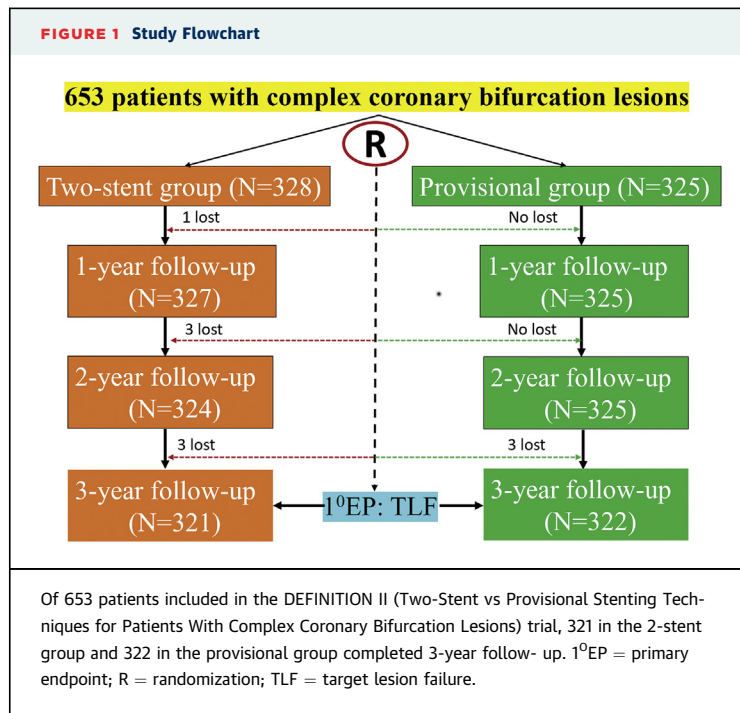 FIGURE 1 Study Flowchart
653 patients with complex coronary bifurcation lesions
R
Two-stent group (N=328)
Provisional group (N=325)
1 lost
No lost
1-year follow-up
(N=327)
1-year follow-up
(N=325)
3 lost
No lost
2-year follow-up
(N=324)
2-year follow-up
(N=325)
3 lost
3 lost
3-year follow-up
(N=321)
1⁰EP: TLF
3-year follow-up
(N=322)
Of 653 patients included in the DEFINITION II (Two-Stent vs Provisional Stenting Tech-
niques for Patients With Complex Coronary Bifurcation Lesions) trial, 321 in the 2-stent
group and 322 in the provisional group completed 3-year follow- up. 1⁰EP = primary
endpoint; R = randomization; TLF = target lesion failure.